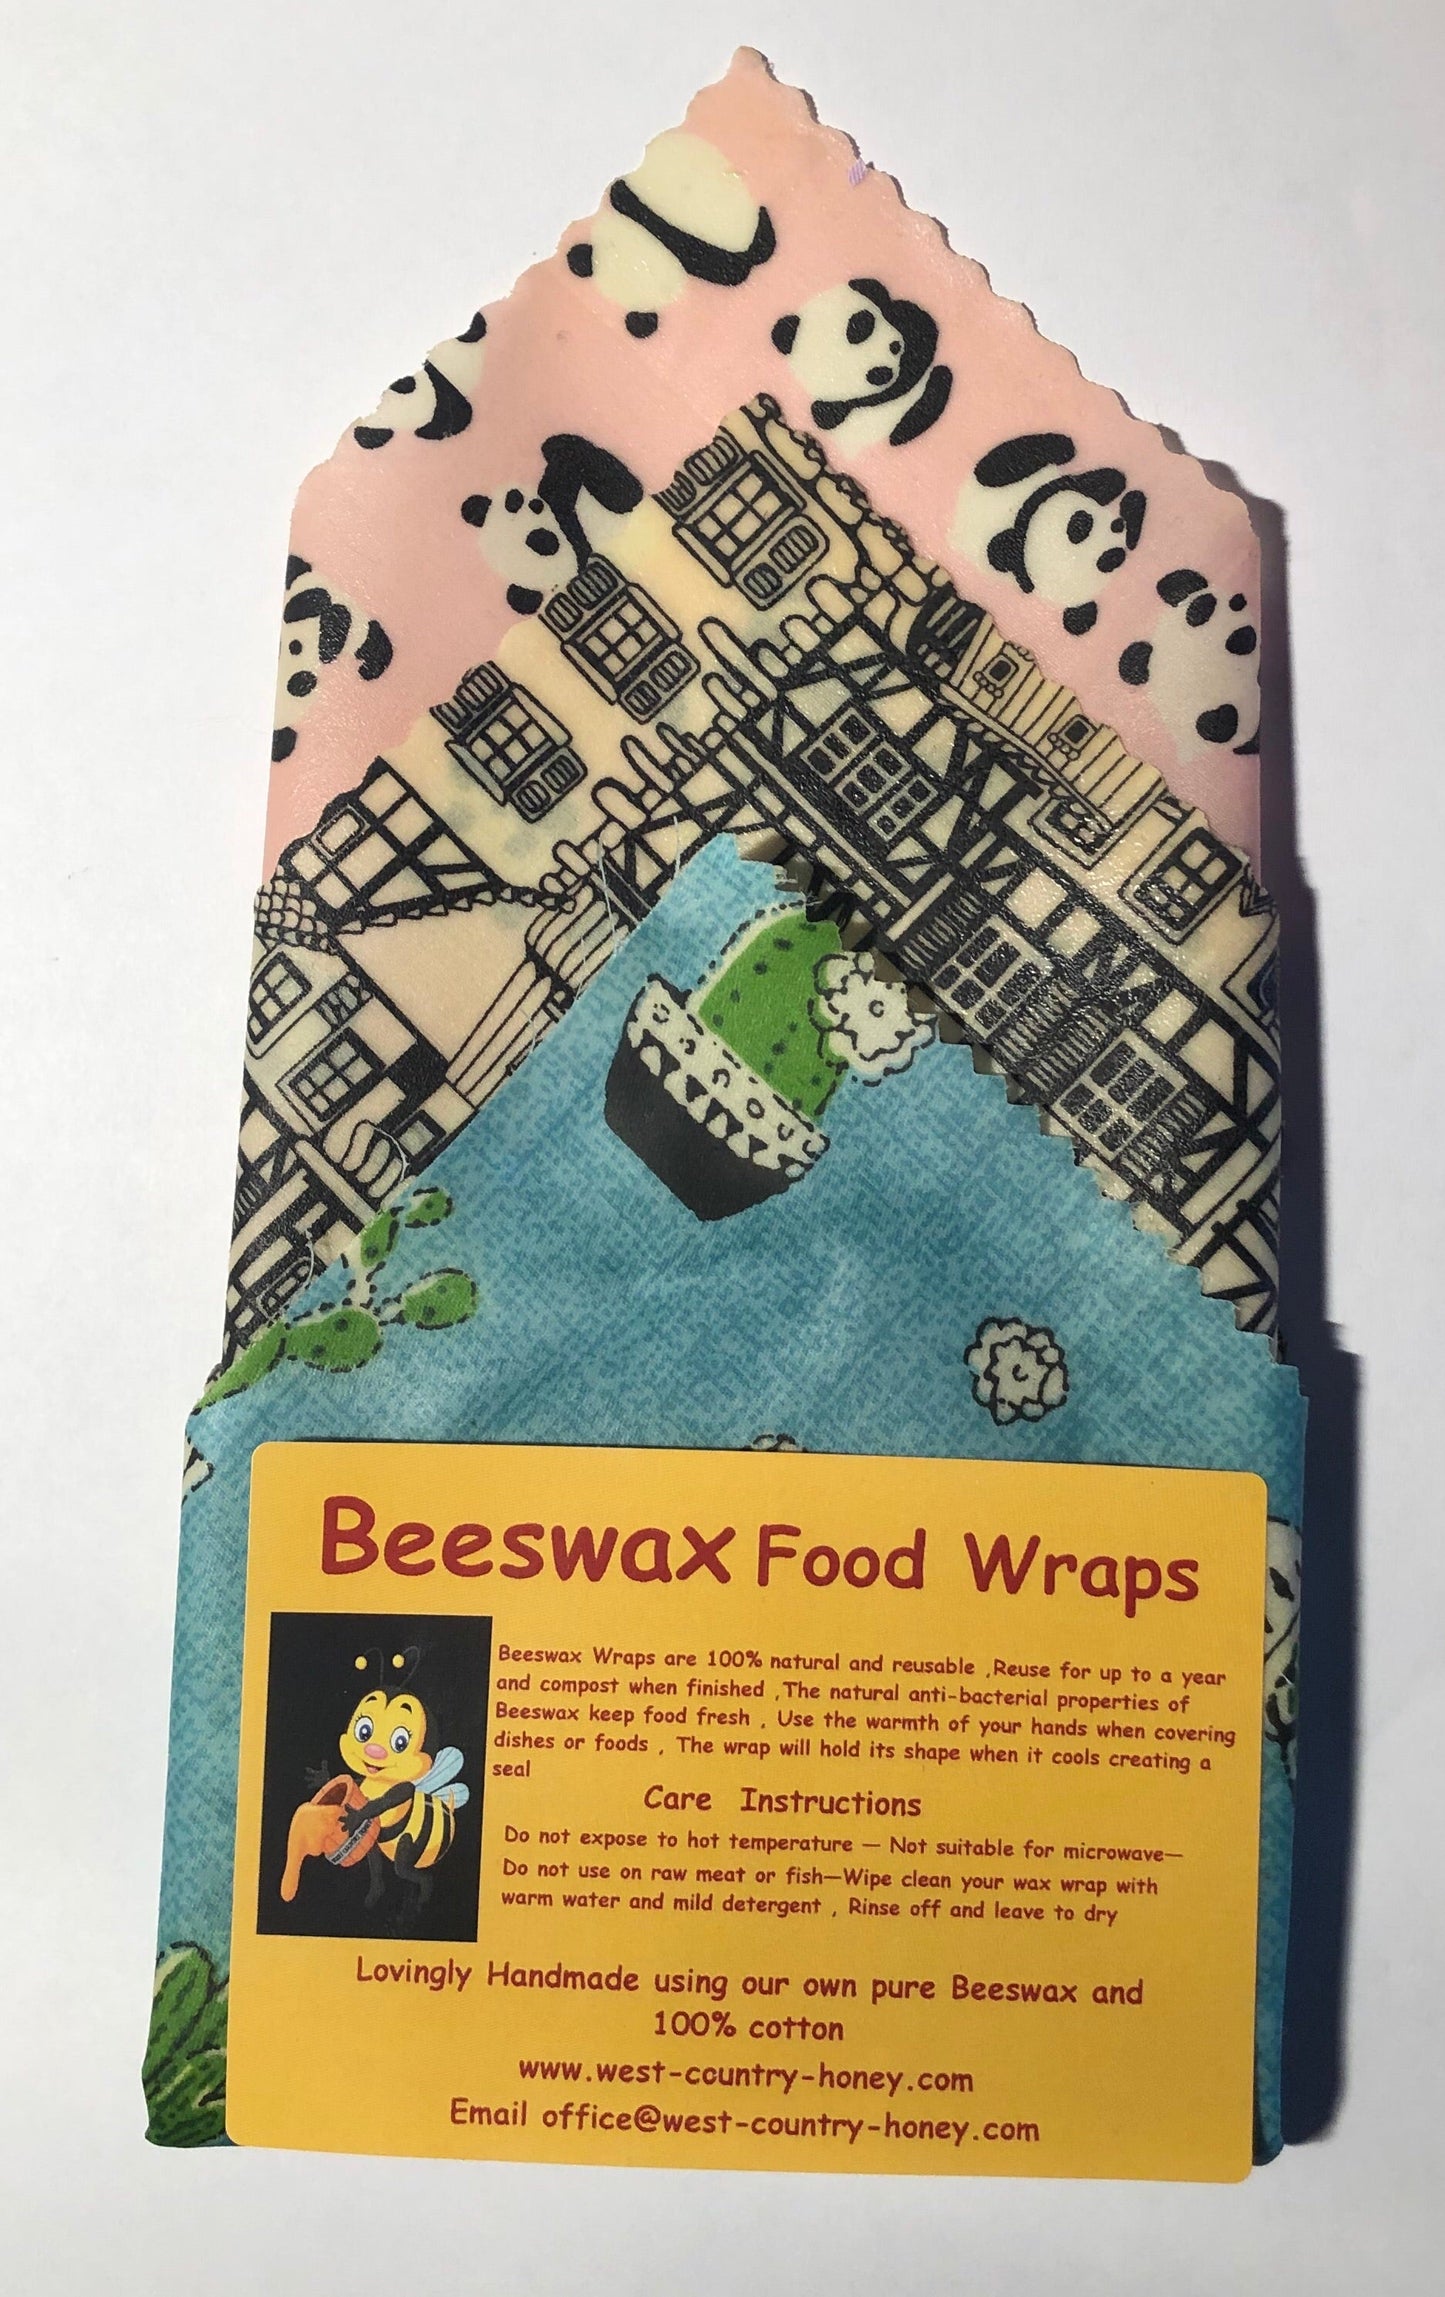 Beeswax Food Wraps
Beeswax Wraps are 100% natural and reusable ,Reuse for up to a year
and compost when finished ,The natural anti-bacterial properties of
Beeswax keep food fresh , Use the warmth of your hands when covering
dishes or foods , The wrap will hold its shape when it cools creating a
seal
Care Instructions
Do not expose to hot temperature — Not suitable for microwave—
Do not use on raw meat or fish—Wipe clean your wax wrap with
warm water and mild detergent , Rinse off and leave to dry
Lovingly Handmade using our own pure Beeswax and
100% cotton
www.west-country-honey.com
Email office@west-country-honey.com